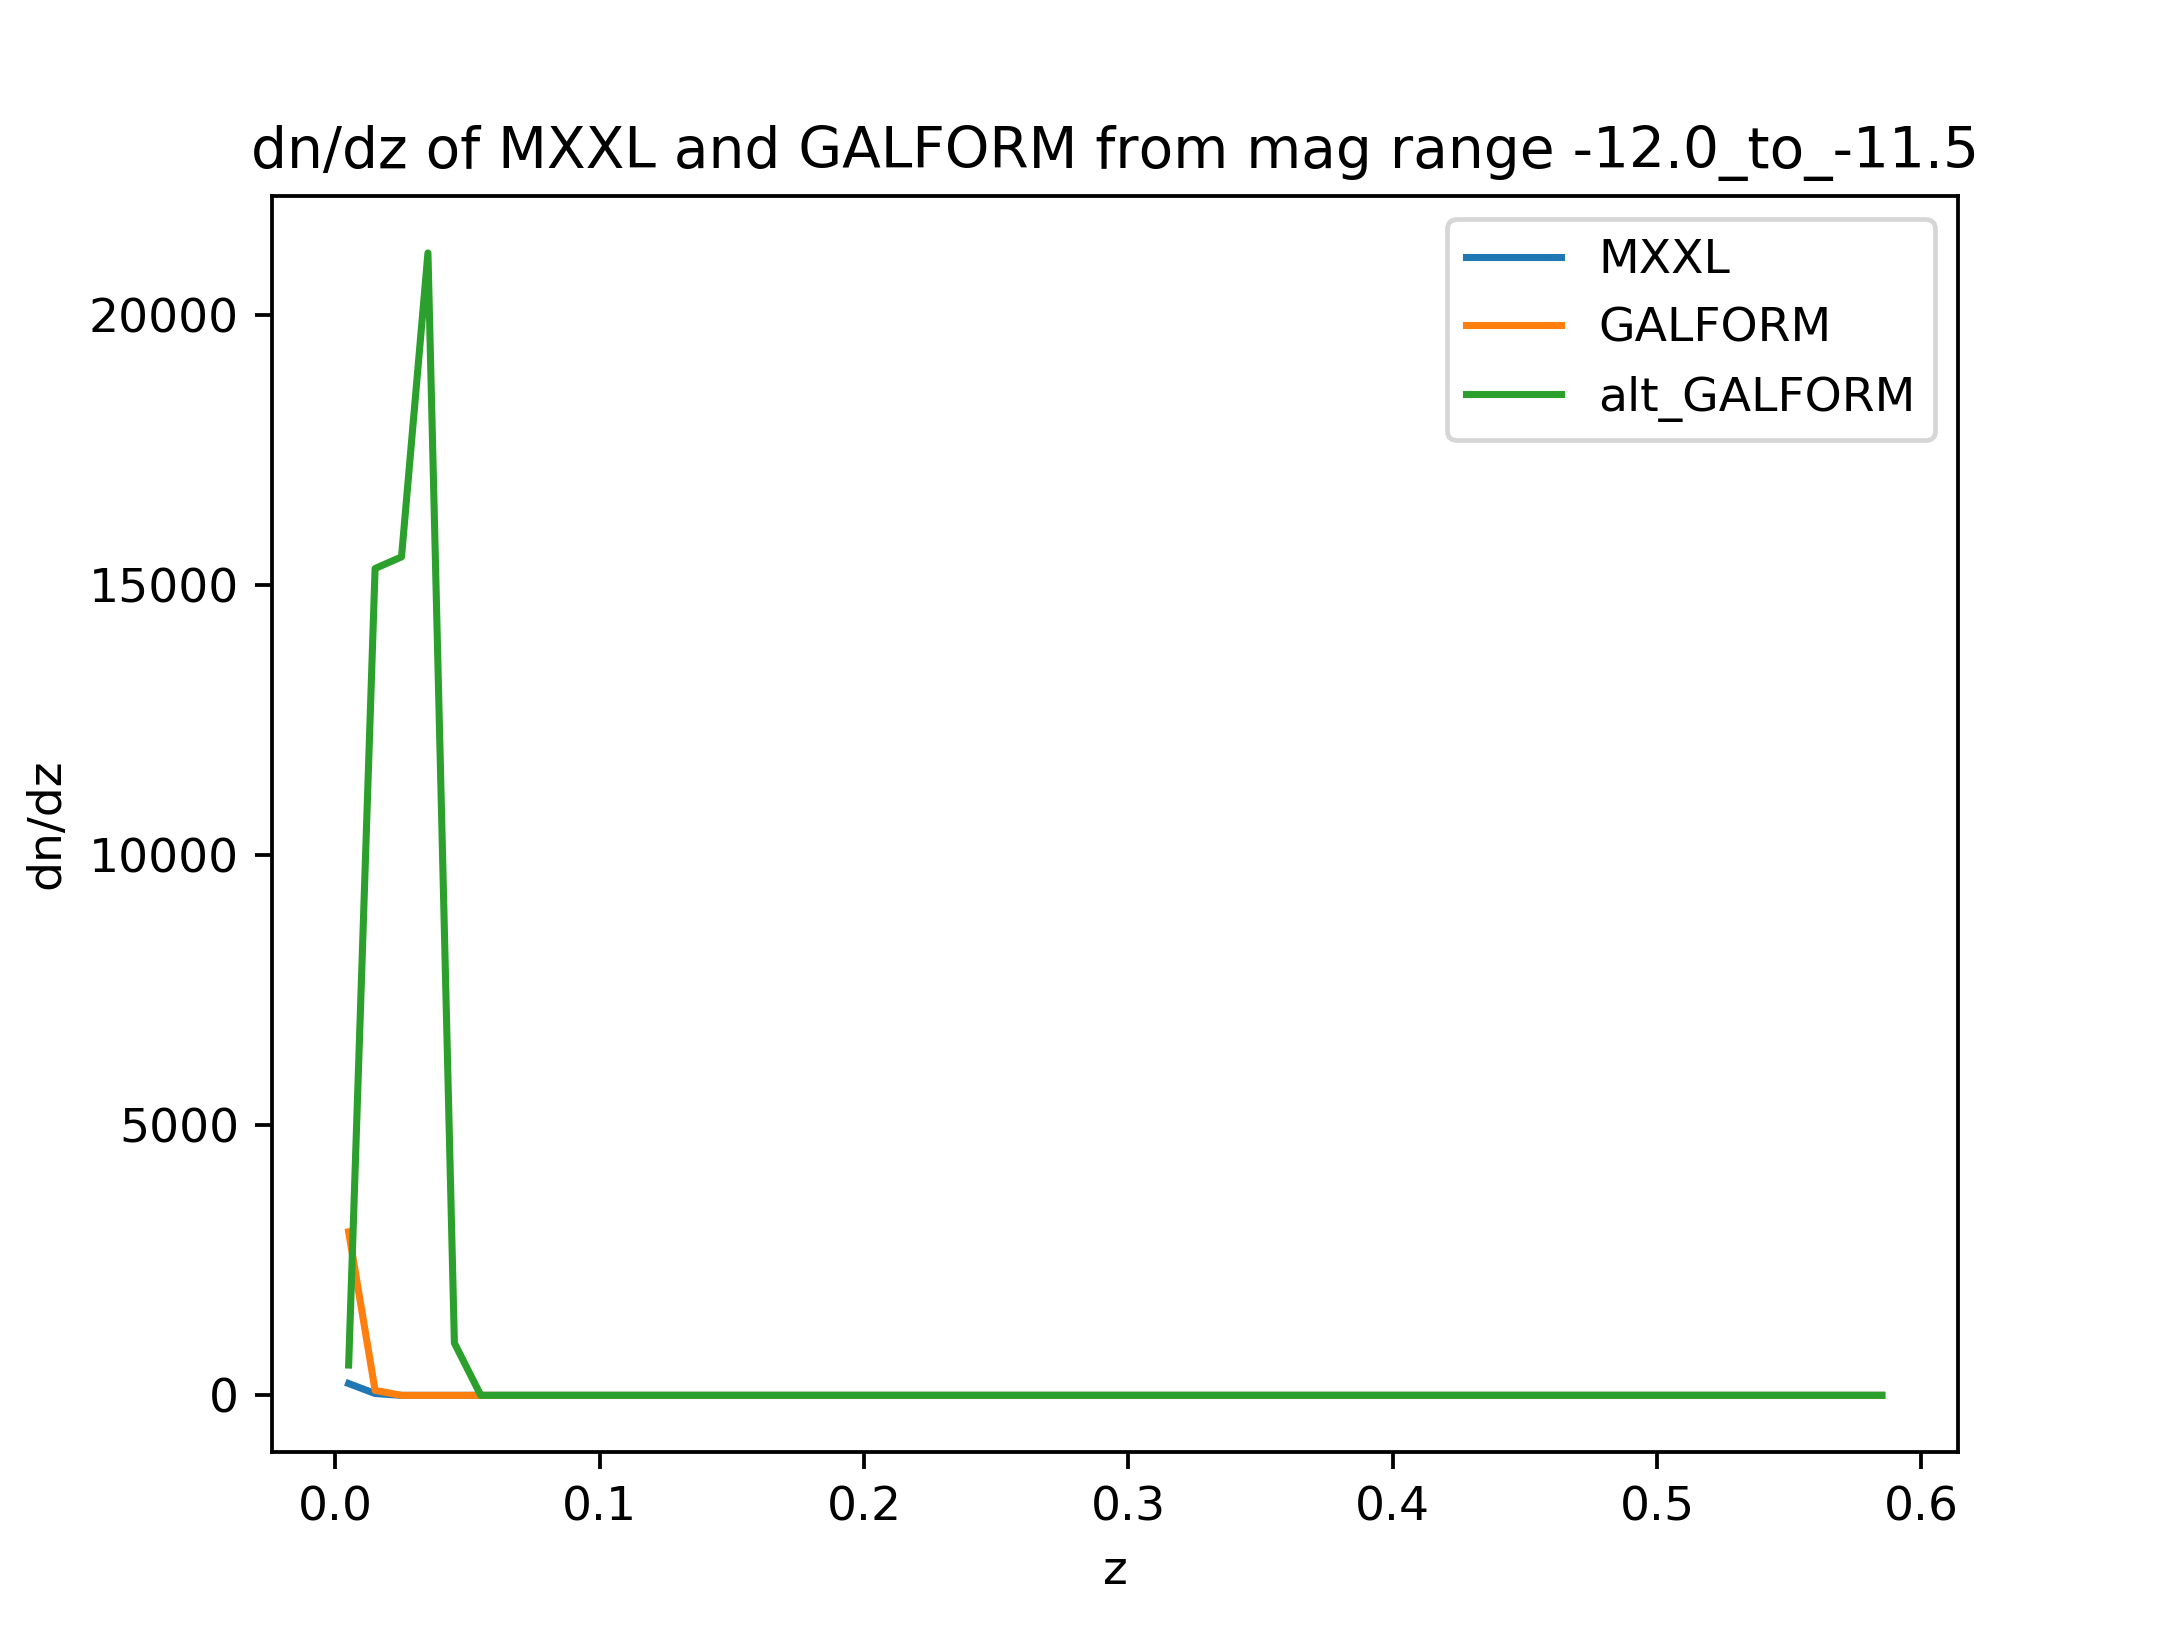 dn/dz of MXXL and GALFORM from mag range -12.0_to_-11.5
MXXL
GALFORM
alt_GALFORM
20000
15000
10000
5000
0
dn/dz
0.0 0.1 0.2 0.3 0.4 0.5 0.6
z